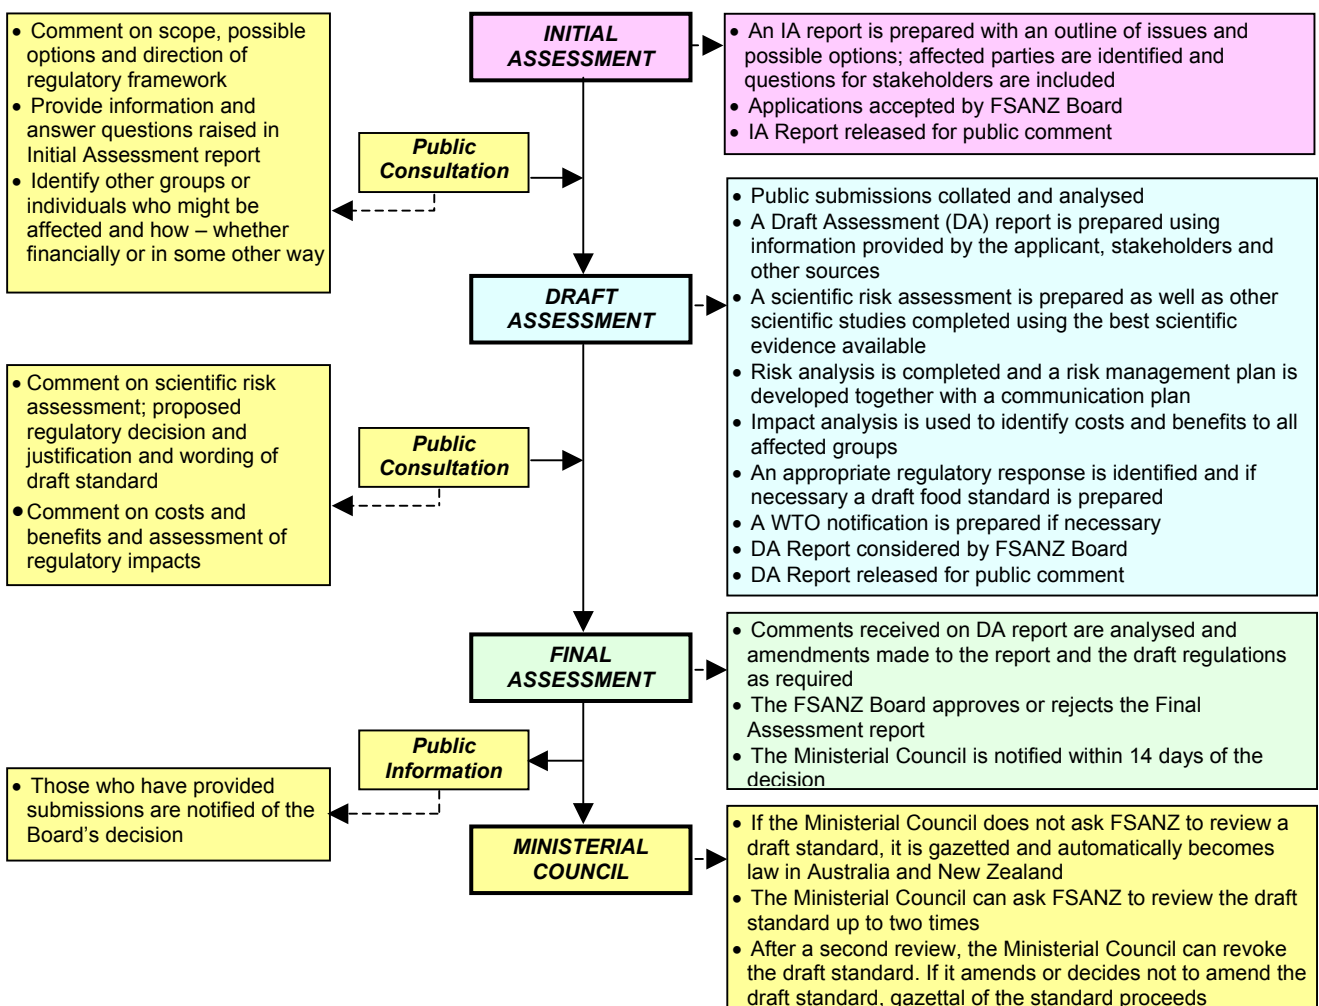 • Comment on scope, possible
options and direction of
regulatory framework
• Provide information and
answer questions raised in
Initial Assessment report
• Identify other groups or
individuals who might be
affected and how – whether
financially or in some other way
INITIAL
ASSESSMENT
• An IA report is prepared with an outline of issues and
possible options; affected parties are identified and
questions for stakeholders are included
• Applications accepted by FSANZ Board
• IA Report released for public comment
Public
Consultation
DRAFT
ASSESSMENT
• Public submissions collated and analysed
• A Draft Assessment (DA) report is prepared using
information provided by the applicant, stakeholders and
other sources
• A scientific risk assessment is prepared as well as other
scientific studies completed using the best scientific
evidence available
• Risk analysis is completed and a risk management plan is
developed together with a communication plan
• Impact analysis is used to identify costs and benefits to all
affected groups
• An appropriate regulatory response is identified and if
necessary a draft food standard is prepared
• A WTO notification is prepared if necessary
• DA Report considered by FSANZ Board
• DA Report released for public comment
• Comment on scientific risk
assessment; proposed
regulatory decision and
justification and wording of
draft standard
• Comment on costs and
benefits and assessment of
regulatory impacts
Public
Consultation
FINAL
ASSESSMENT
• Comments received on DA report are analysed and
amendments made to the report and the draft regulations
as required
• The FSANZ Board approves or rejects the Final
Assessment report
• The Ministerial Council is notified within 14 days of the
decision
Public
Information
• Those who have provided
submissions are notified of the
Board's decision
MINISTERIAL
COUNCIL
• If the Ministerial Council does not ask FSANZ to review a
draft standard, it is gazetted and automatically becomes
law in Australia and New Zealand
• The Ministerial Council can ask FSANZ to review the draft
standard up to two times
• After a second review, the Ministerial Council can revoke
the draft standard. If it amends or decides not to amend the
draft standard, gazettal of the standard proceeds